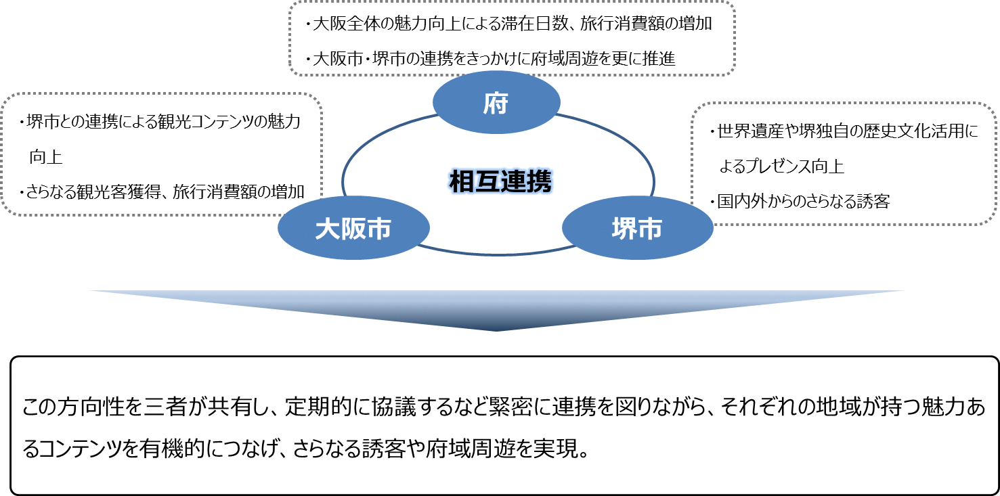 ・大阪全体の魅力向上による滞在日数、旅行消費額の増加
・大阪市・堺市の連携をきっかけに府域周遊を更に推進
府
・堺市との連携による観光コンテンツの魅力
向上
・さらなる観光客獲得、旅行消費額の増加
・世界遺産や堺独自の歴史文化活用に
よるプレゼンス向上
・国内外からのさらなる誘客
相互連携
大阪市
堺市
この方向性を三者が共有し、定期的に協議するなど緊密に連携を図りながら、それぞれの地域が持つ魅力あ
るコンテンツを有機的につなげ、さらなる誘客や府域周遊を実現。